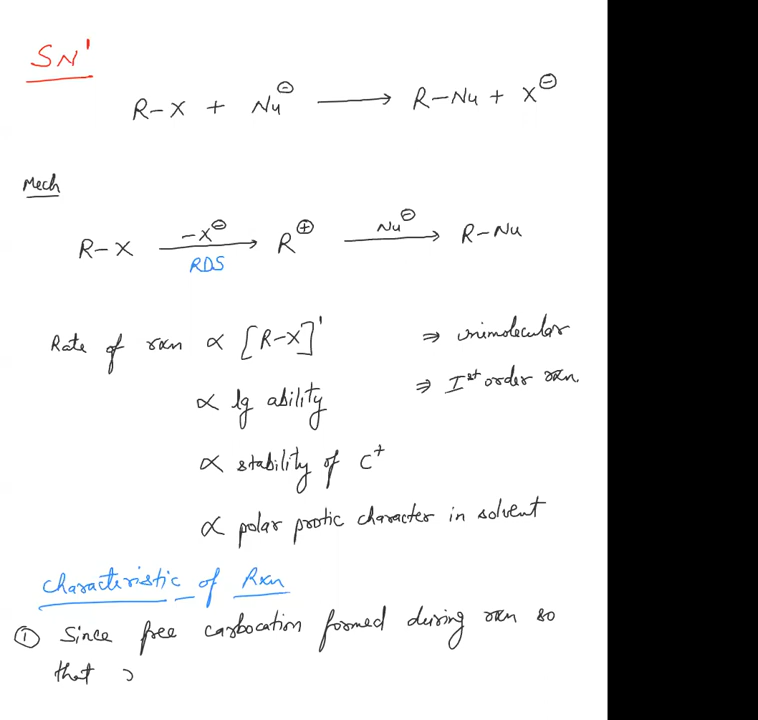 SN'
R-X + Nu⊖ → R-Nu + X⊖
Mech
R-X -X⊖ → RDS R⊕ Nu⊖ → R-Nu
Rate of rxn ∝ [R-X]' ⇒ unimolecular
⇒ Ist order rxn.
∝ lg ability
∝ stability of C+
∝ polar protic character in solvent
Characteristic of Rxn
① Since free carbocation formed during rxn so
that